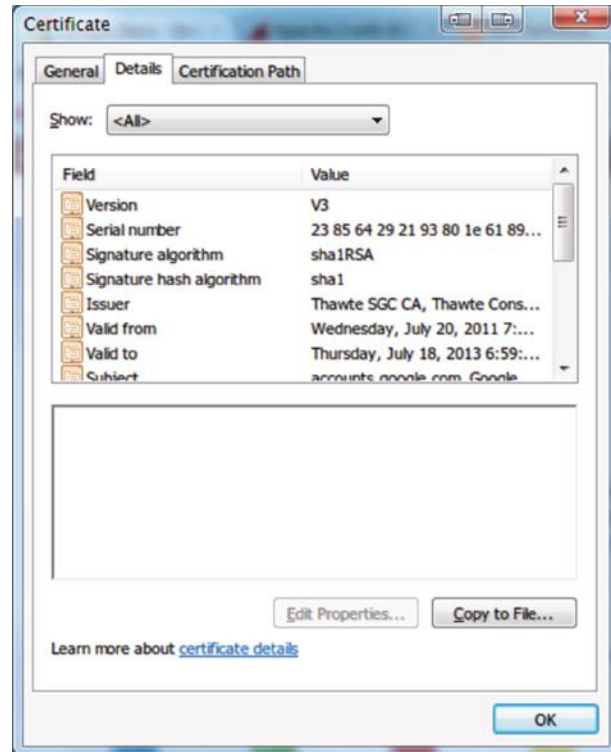 Certificate
General Details Certification Path
Show: <All>
Field Value
Version V3
Serial number 23 85 64 29 21 93 80 1e 61 89...
Signature algorithm sha1RSA
Signature hash algorithm sha1
Issuer Thawte SGC CA, Thawte Cons...
Valid from Wednesday, July 20, 2011 7:...
Valid to Thursday, July 18, 2013 6:59:...
Subject accounts.google.com, Google
Edit Properties... Copy to File...
Learn more about certificate details
OK